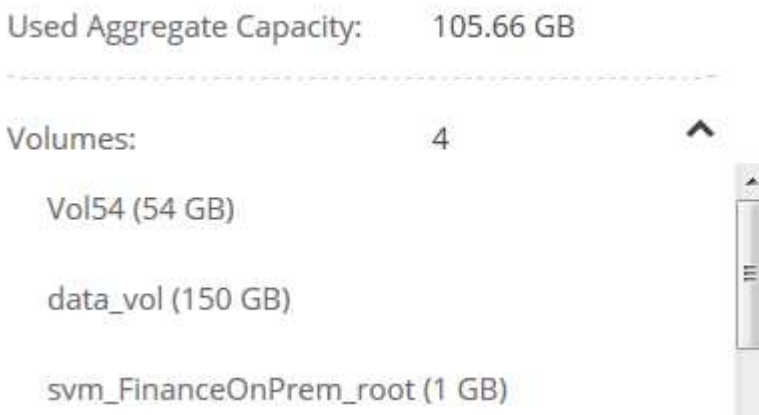 Used Aggregate Capacity: 105.66 GB
Volumes: 4
Vol54 (54 GB)
data_vol (150 GB)
svm_FinanceOnPrem_root (1 GB)